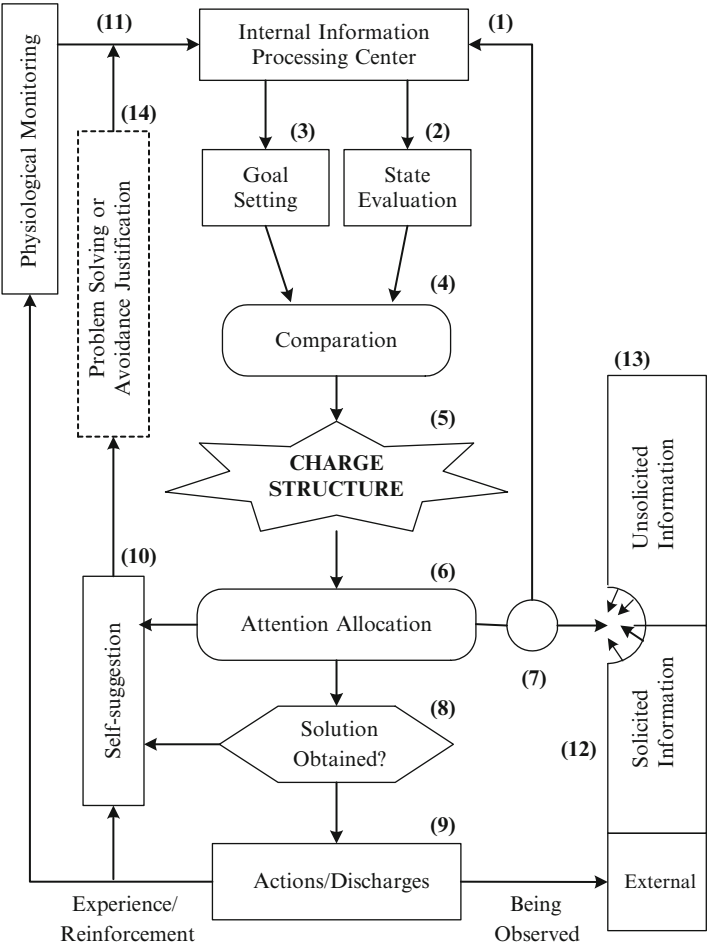 (11)
Internal Information
Processing Center
(1)
Physiological Monitoring
(14)
(3)
(2)
Goal
Setting
State
Evaluation
Problem Solving or
Avoidance Justification
(4)
Comparation
(13)
(5)
CHARGE
STRUCTURE
Unsolicited
Information
(10)
(6)
Attention Allocation
(7)
Self-suggestion
(8)
Solution
Obtained?
(12)
Solicited
Information
(9)
Actions/Discharges
External
Experience/
Reinforcement
Being
Observed